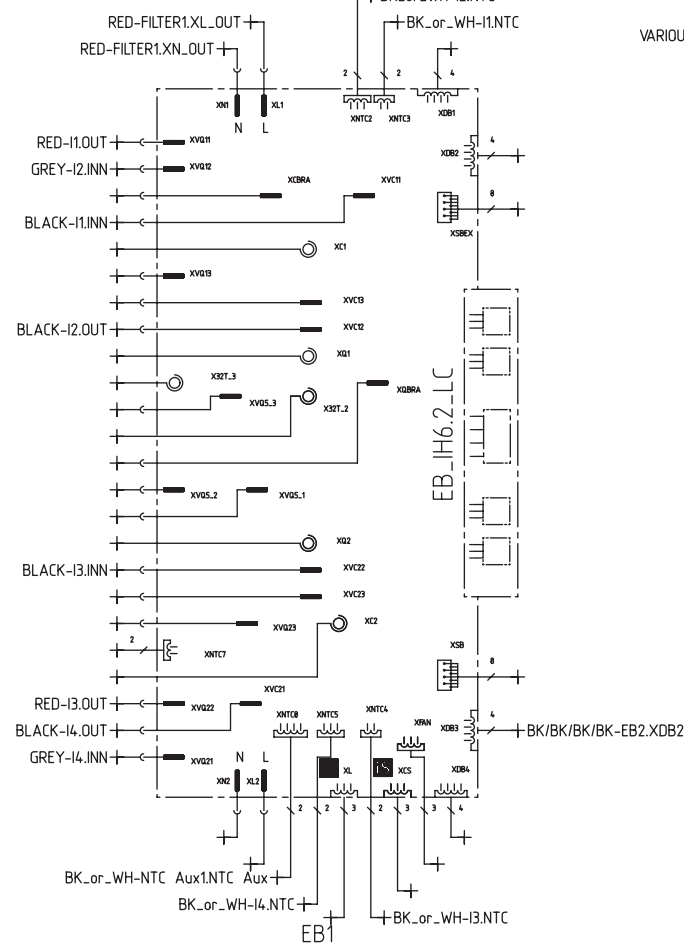 RED-FILTER1.XL_OUT
BK_or_WH-I1.NTC
RED-FILTER1.XN_OUT
VARIOU
2
2
4
XN1
XL1
XNTC2
XNTC3
XDB1
N
L
RED-I1.OUT
XVQ11
4
XDB2
GREY-I2.INN
XVQ12
XCBRA
XVC11
8
BLACK-I1.INN
XSBEX
XC1
XVQ13
XVC13
BLACK-I2.OUT
XVC12
XQ1
X32T_3
XQBRA
XVQS_3
X32T_2
EB_IH6.2_LC
XVQS_2
XVQS_1
XQ2
BLACK-I3.INN
XVC22
XVC23
XVQ23
XC2
2
XNTC7
XSB
8
RED-I3.OUT
XVQ22
XVC21
BLACK-I4.OUT
XNTC8
XNTC5
XNTC4
XFAN
XDB3
4
BK/BK/BK/BK-EB2.XDB2
GREY-I4.INN
XVQ21
N
L
XN2
XL2
XL
XCS
XDB4
2
2
3
2
3
3
4
BK_or_WH-NTC Aux1.NTC Aux
BK_or_WH-I4.NTC
BK_or_WH-I3.NTC
EB1